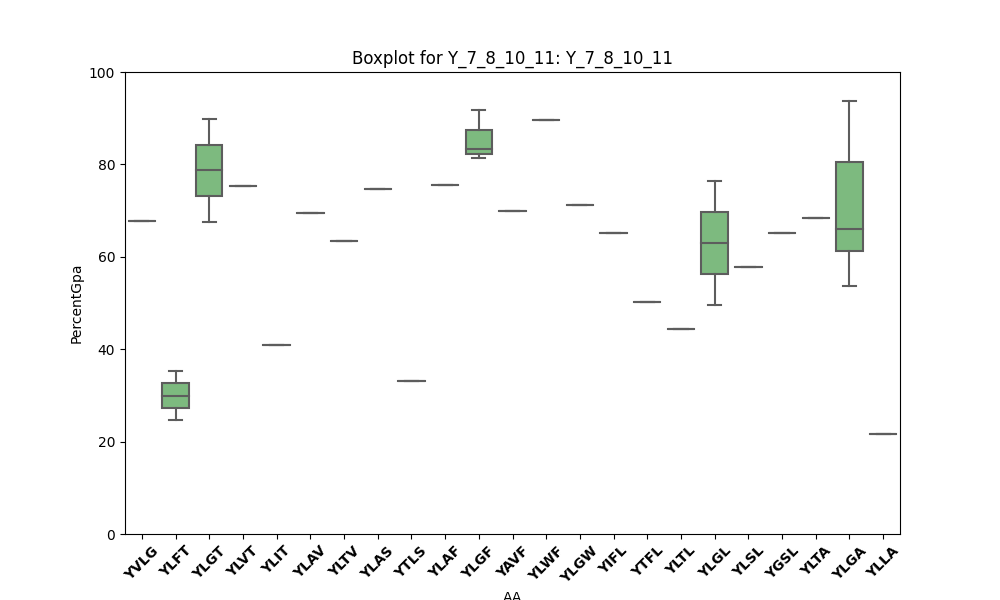 Boxplot for Y_7_8_10_11: Y_7_8_10_11
100
80
60
40
20
0
PercentGpa
YVLG YLFT YLGT YLVT YLIT YLAV YLTV YLAS YTLS YLAF YLGF YAVF YLWF YLGW YIFL YTFL YLTL YLGL YLSL YGSL YLTA YLGA YLLA
AA